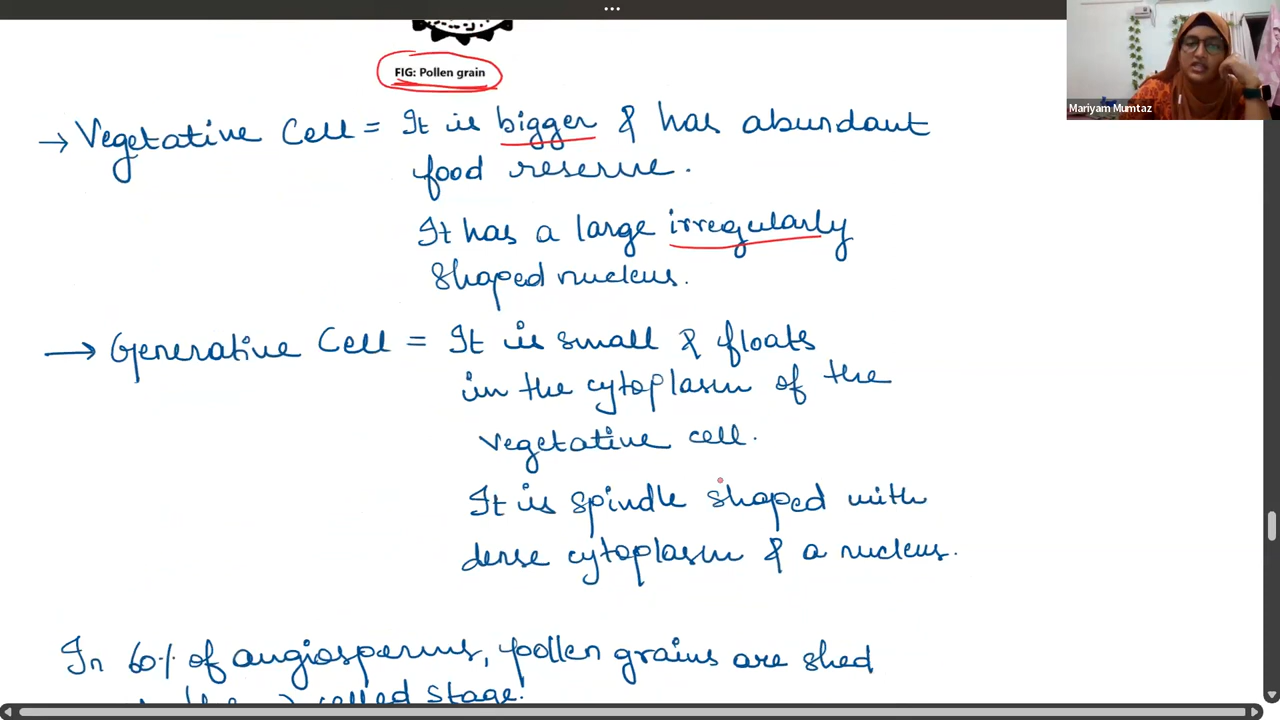 FIG: Pollen grain
Mariyam Mumtaz
→ Vegetative Cell = It is bigger & has abundant
food reserve.
It has a large irregularly
shaped nucleus.
→ Generative Cell = It is small & floats
in the cytoplasm of the
vegetative cell.
It is spindle shaped with
dense cytoplasm & a nucleus.
In 60% of angiosperms, pollen grains are shed
celled stage.